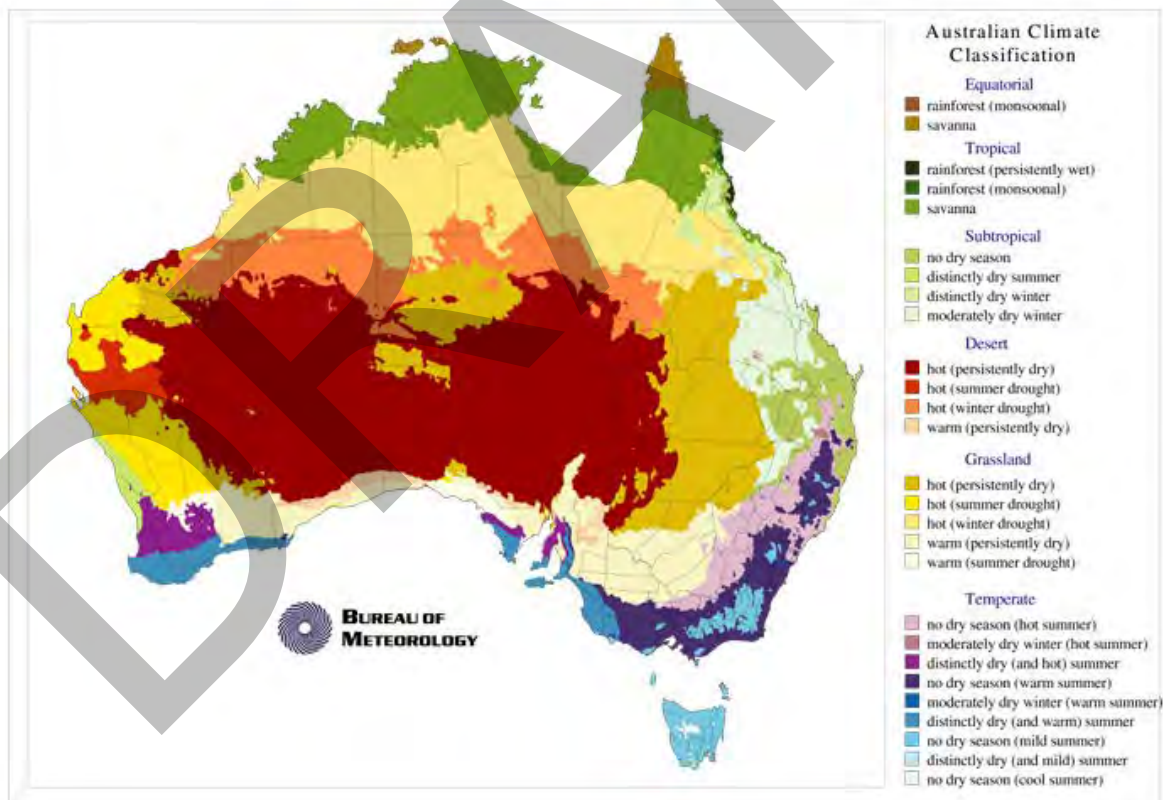 Australian Climate
Classification
Equatorial
rainforest (monsoonal)
savanna
Tropical
rainforest (persistently wet)
rainforest (monsoonal)
savanna
Subtropical
no dry season
distinctly dry summer
distinctly dry winter
moderately dry winter
Desert
hot (persistently dry)
hot (summer drought)
hot (winter drought)
warm (persistently dry)
Grassland
hot (persistently dry)
hot (summer drought)
hot (winter drought)
warm (persistently dry)
warm (summer drought)
Temperate
no dry season (hot summer)
moderately dry winter (hot summer)
distinctly dry (and hot) summer
no dry season (warm summer)
moderately dry winter (warm summer)
distinctly dry (and warm) summer
no dry season (mild summer)
distinctly dry (and mild) summer
no dry season (cool summer)
BUREAU OF
METEOROLOGY